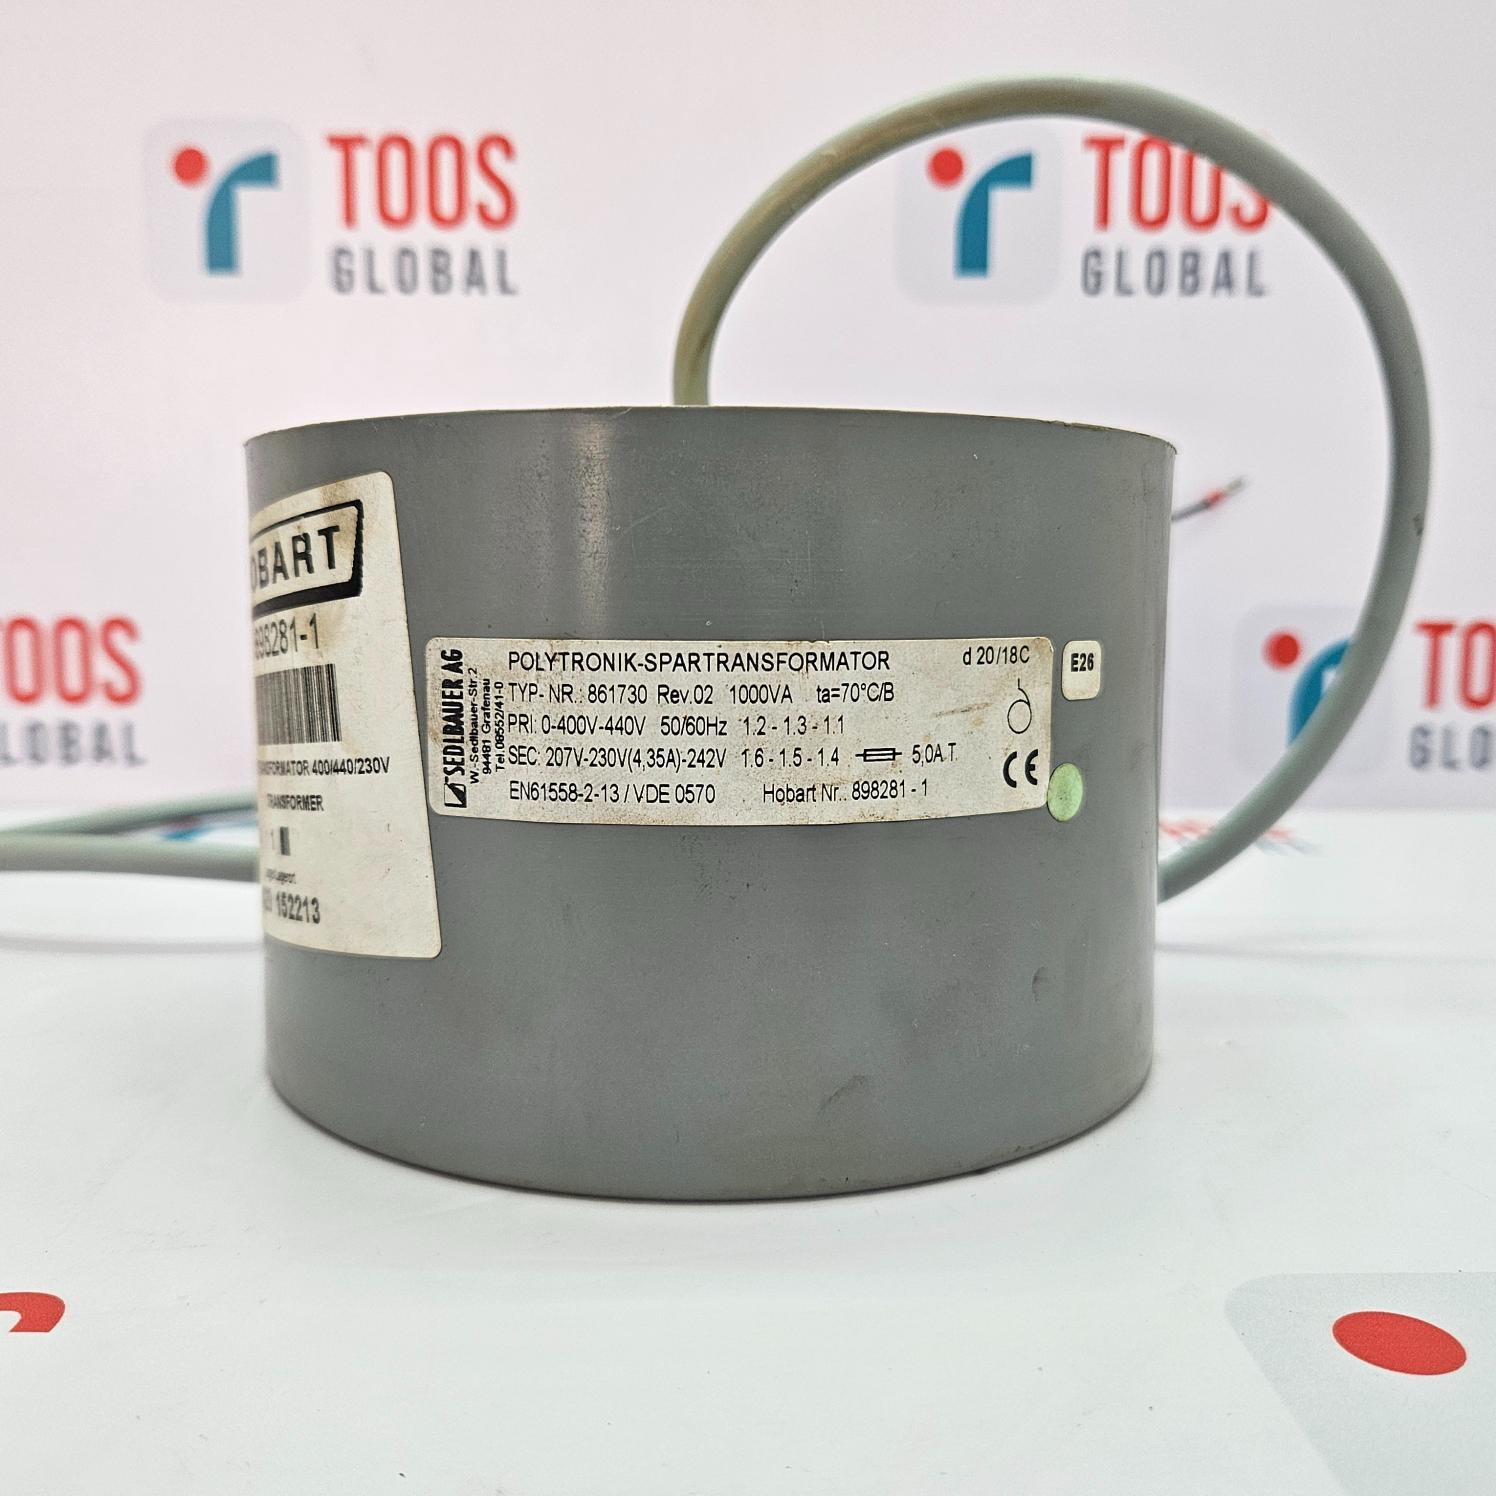 TOOS
GLOBAL
TOOS
GLOBAL
OOS
OBAL
TOOS
GLOBAL
OBART
898281-1
400/440/230V
TRANSFORMER
1
152213
SEDLBAUER AG
W.-Sedlbauer-Str.2
94481 Grafenau
Tel.08552/41-0
POLYTRONIK-SPARTRANSFORMATOR d 20/18C
TYP- NR.: 861730 Rev.02 1000VA ta=70°C/B
PRI: 0-400V-440V 50/60Hz 1.2 - 1.3 - 1.1
SEC: 207V-230V(4,35A)-242V 1.6 - 1.5 - 1.4 5,0A.T.
EN61558-2-13 / VDE 0570 Hobart Nr.: 898281 - 1
CE
E26